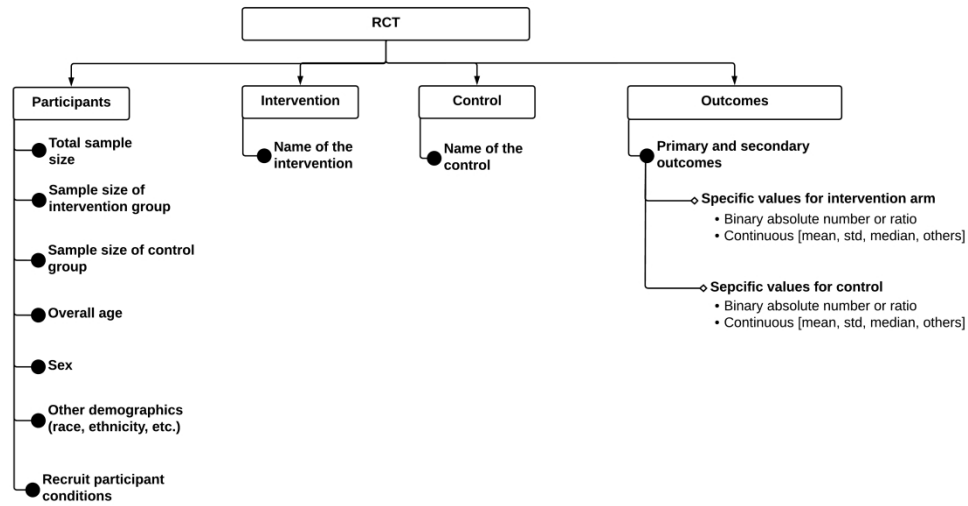 RCT
Participants
Intervention
Control
Outcomes
Total sample
size
Sample size of
intervention group
Sample size of control
group
Overall age
Sex
Other demographics
(race, ethnicity, etc.)
Recruit participant
conditions
Name of the
intervention
Name of the
control
Primary and secondary
outcomes
Specific values for intervention arm
• Binary absolute number or ratio
• Continuous [mean, std, median, others]
Sepcific values for control
• Binary absolute number or ratio
• Continuous [mean, std, median, others]